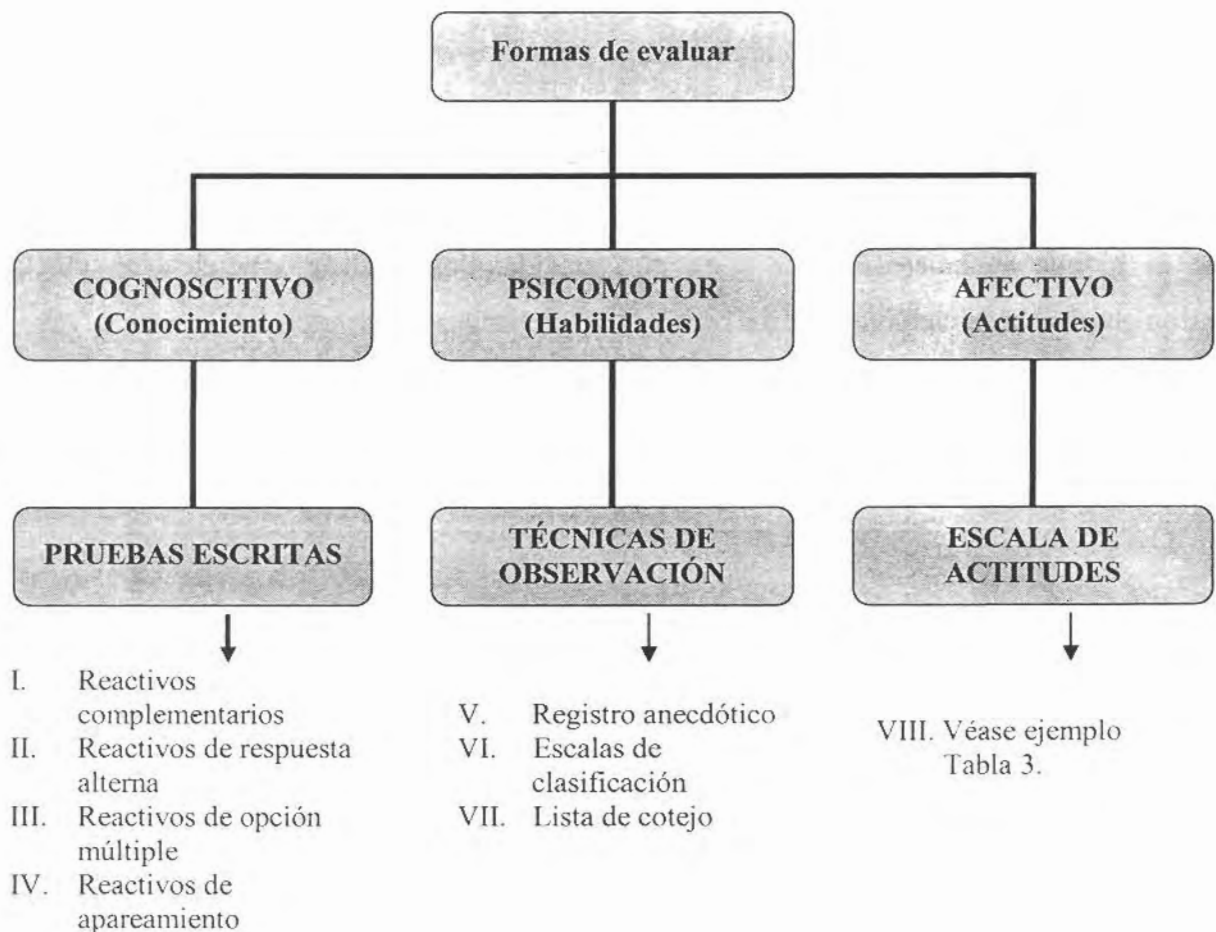 Formas de evaluar
COGNOSCITIVO
(Conocimiento)
PSICOMOTOR
(Habilidades)
AFECTIVO
(Actitudes)
PRUEBAS ESCRITAS
TÉCNICAS DE
OBSERVACIÓN
ESCALA DE
ACTITUDES
I. Reactivos
complementarios
II. Reactivos de respuesta
alterna
III. Reactivos de opción
múltiple
IV. Reactivos de
apareamiento
V. Registro anecdótico
VI. Escalas de
clasificación
VII. Lista de cotejo
VIII. Véase ejemplo
Tabla 3.